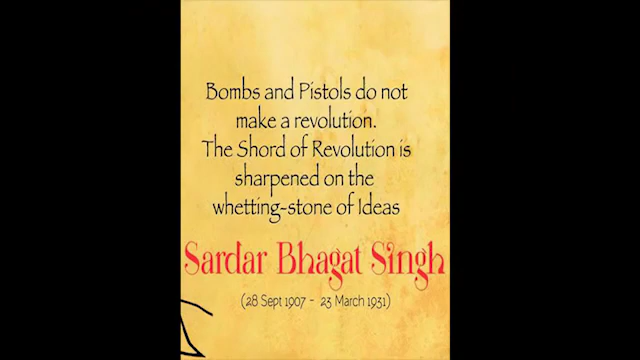 Bombs and Pistols do not
make a revolution.
The Shord of Revolution is
sharpened on the
whetting-stone of Ideas
Sardar Bhagat Singh
(28 Sept 1907 - 23 March 1931)